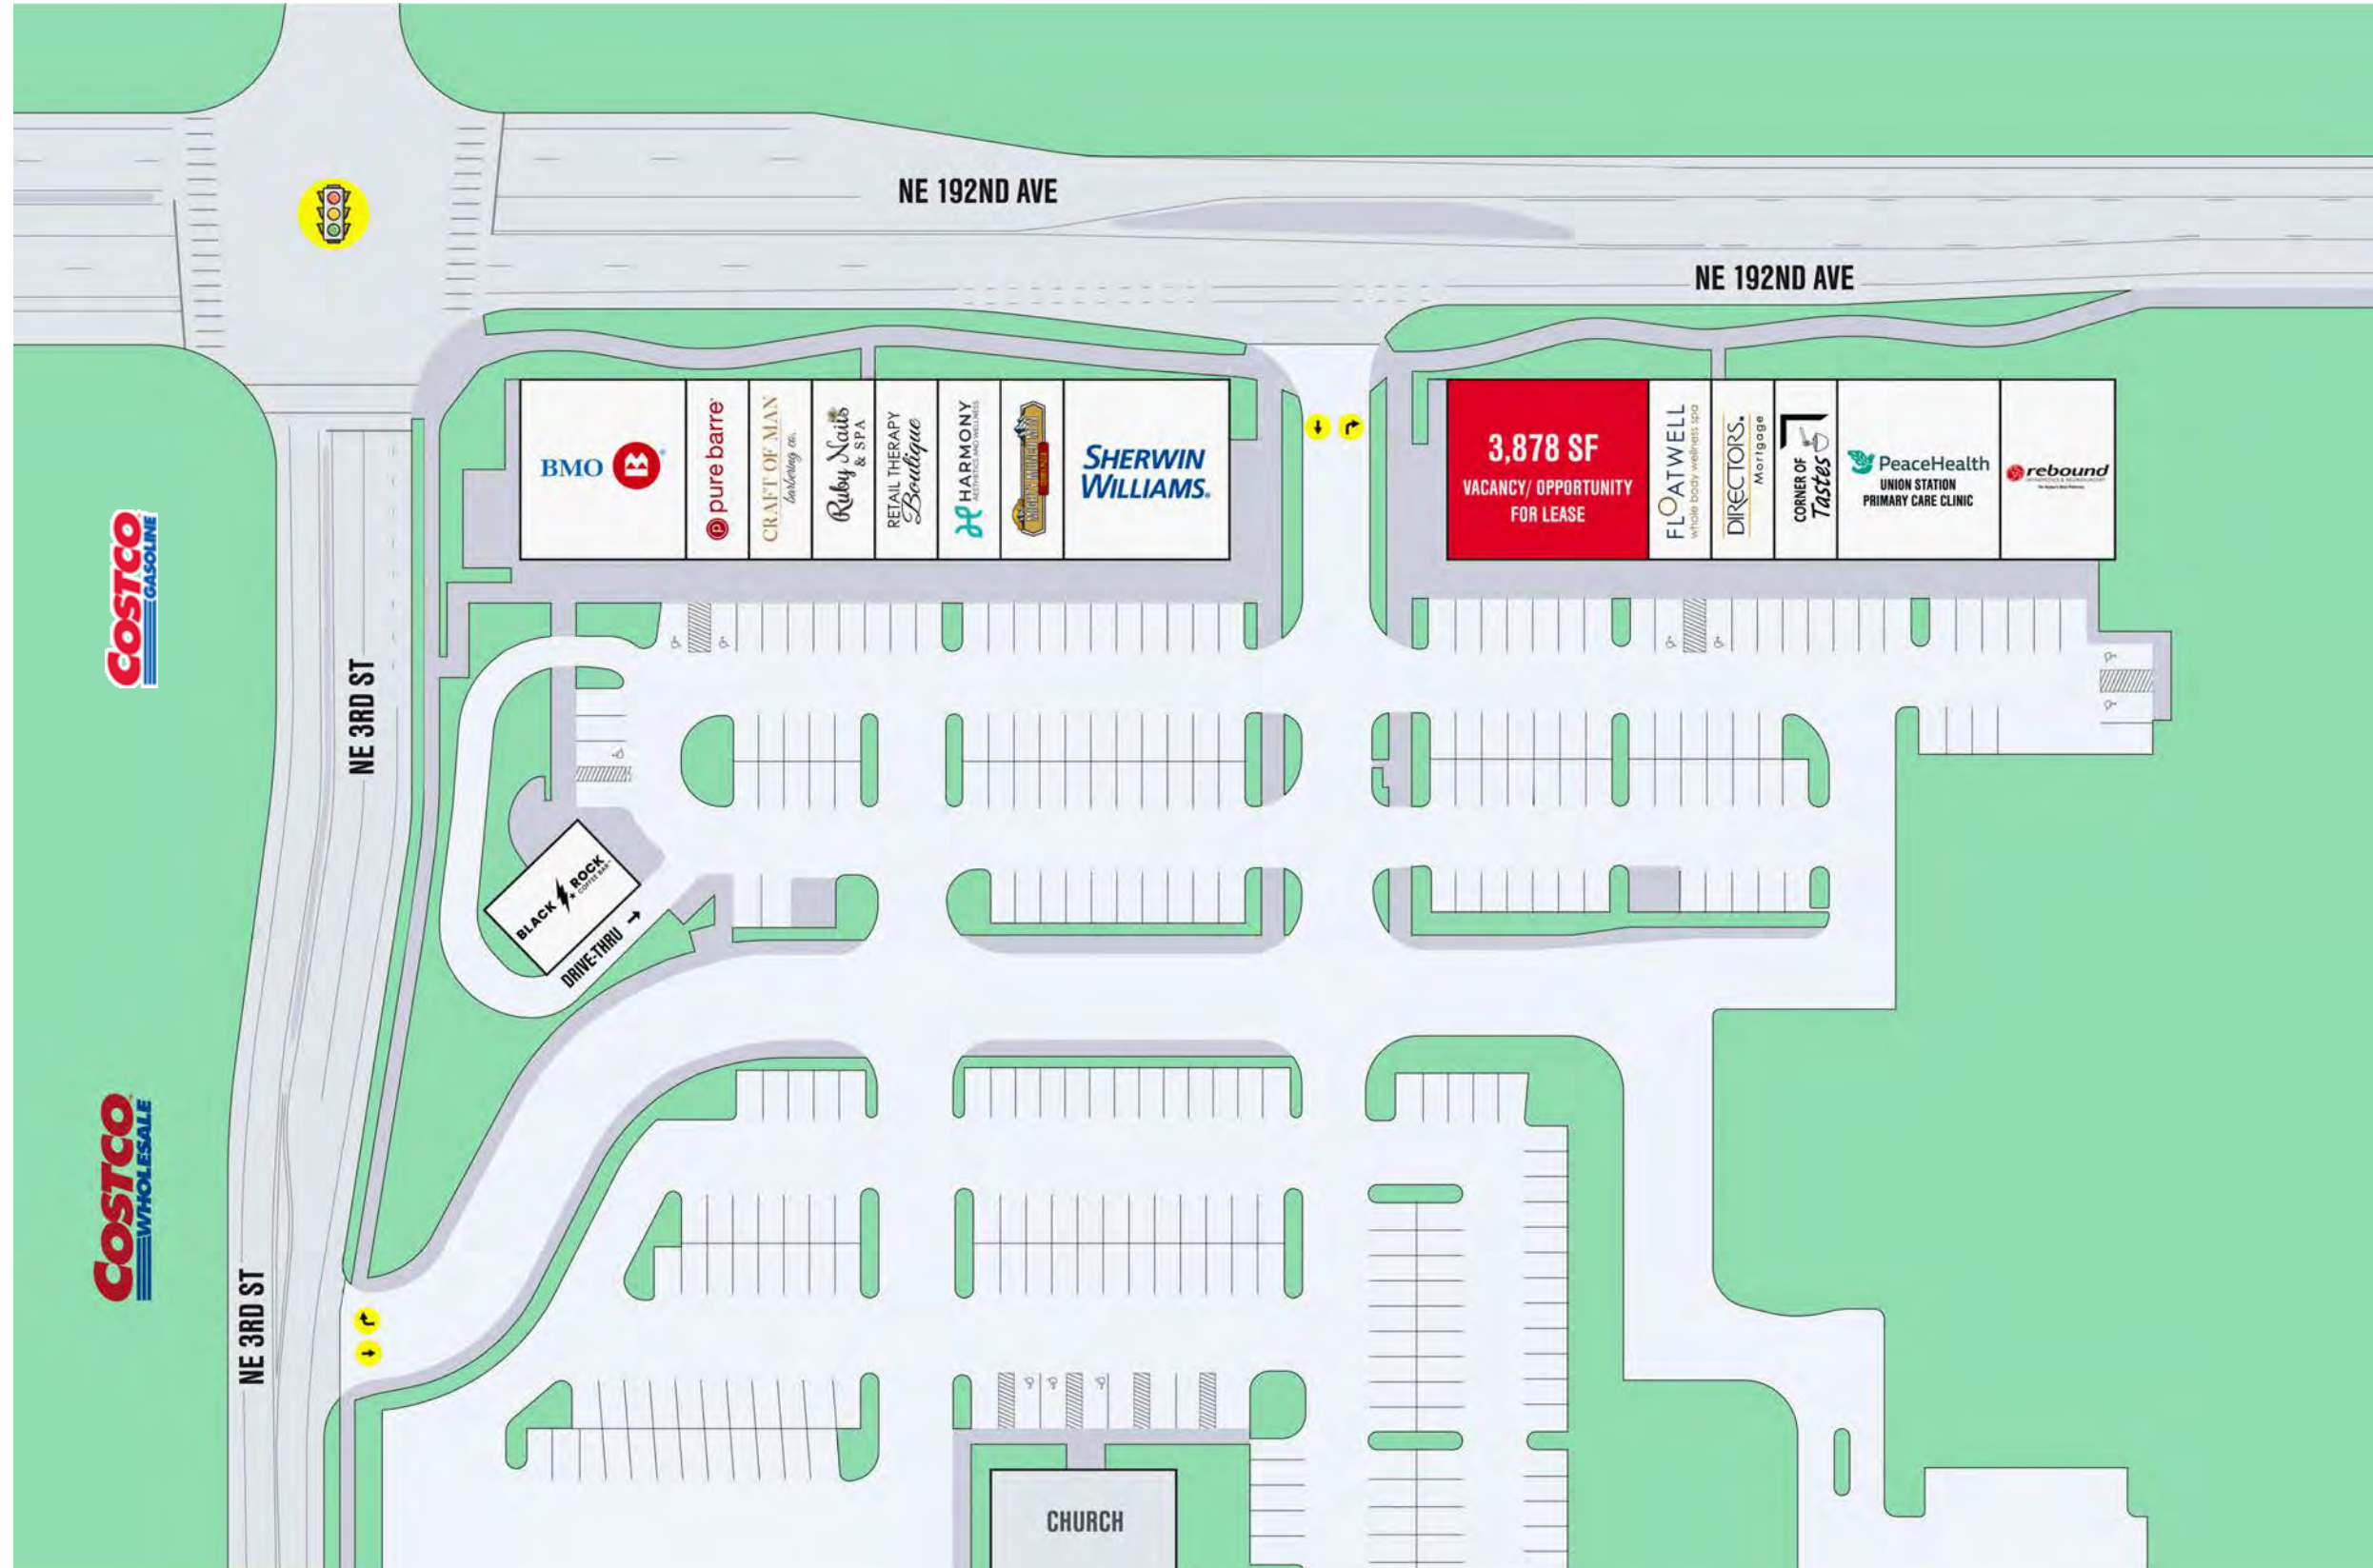 NE 192ND AVE
NE 192ND AVE
BMO
pure barre
CRAFT OF MAN
barbering co.
Ruby Nails
& SPA
RETAIL THERAPY
Boutique
HARMONY
AESTHETICS AND WELLNESS
SHERWIN
WILLIAMS.
3,878 SF
VACANCY/ OPPORTUNITY
FOR LEASE
FLOATWELL
whole body wellness spa
DIRECTORS.
Mortgage
CORNER OF
Tastes
PeaceHealth
UNION STATION
PRIMARY CARE CLINIC
rebound
COSTCO
GASOLINE
NE 3RD ST
BLACK ROCK
COFFEE BAR
DRIVE-THRU
COSTCO
WHOLESALE
NE 3RD ST
CHURCH